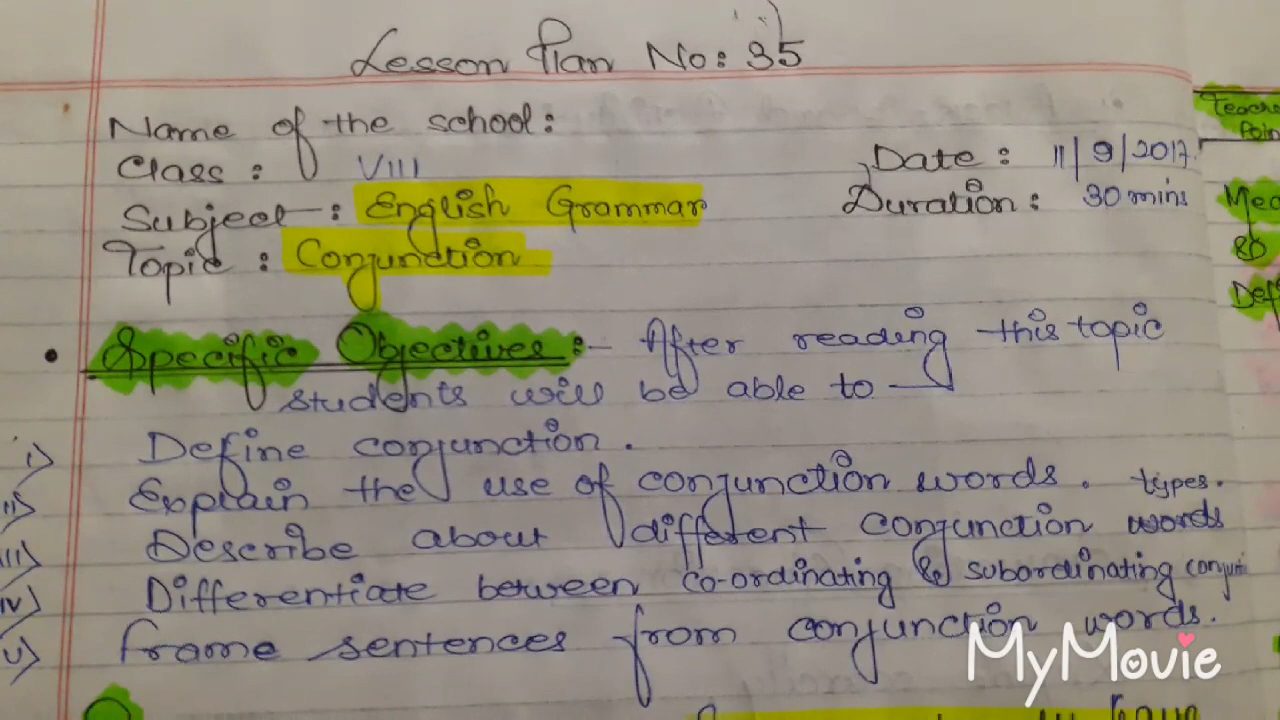 Lesson Plan No: 35
Name of the school:
Class: VIII
Date: 11/9/2017
Subject: English Grammar
Duration: 30 mins
Topic: Conjunction
• Specific Objectives:- After reading this topic
students will be able to —
i) Define conjunction.
ii) Explain the use of conjunction words. types.
iii) Describe about different conjunction words
iv) Differentiate between co-ordinating & subordinating
v) frame sentences from conjunction words.
MyMovie